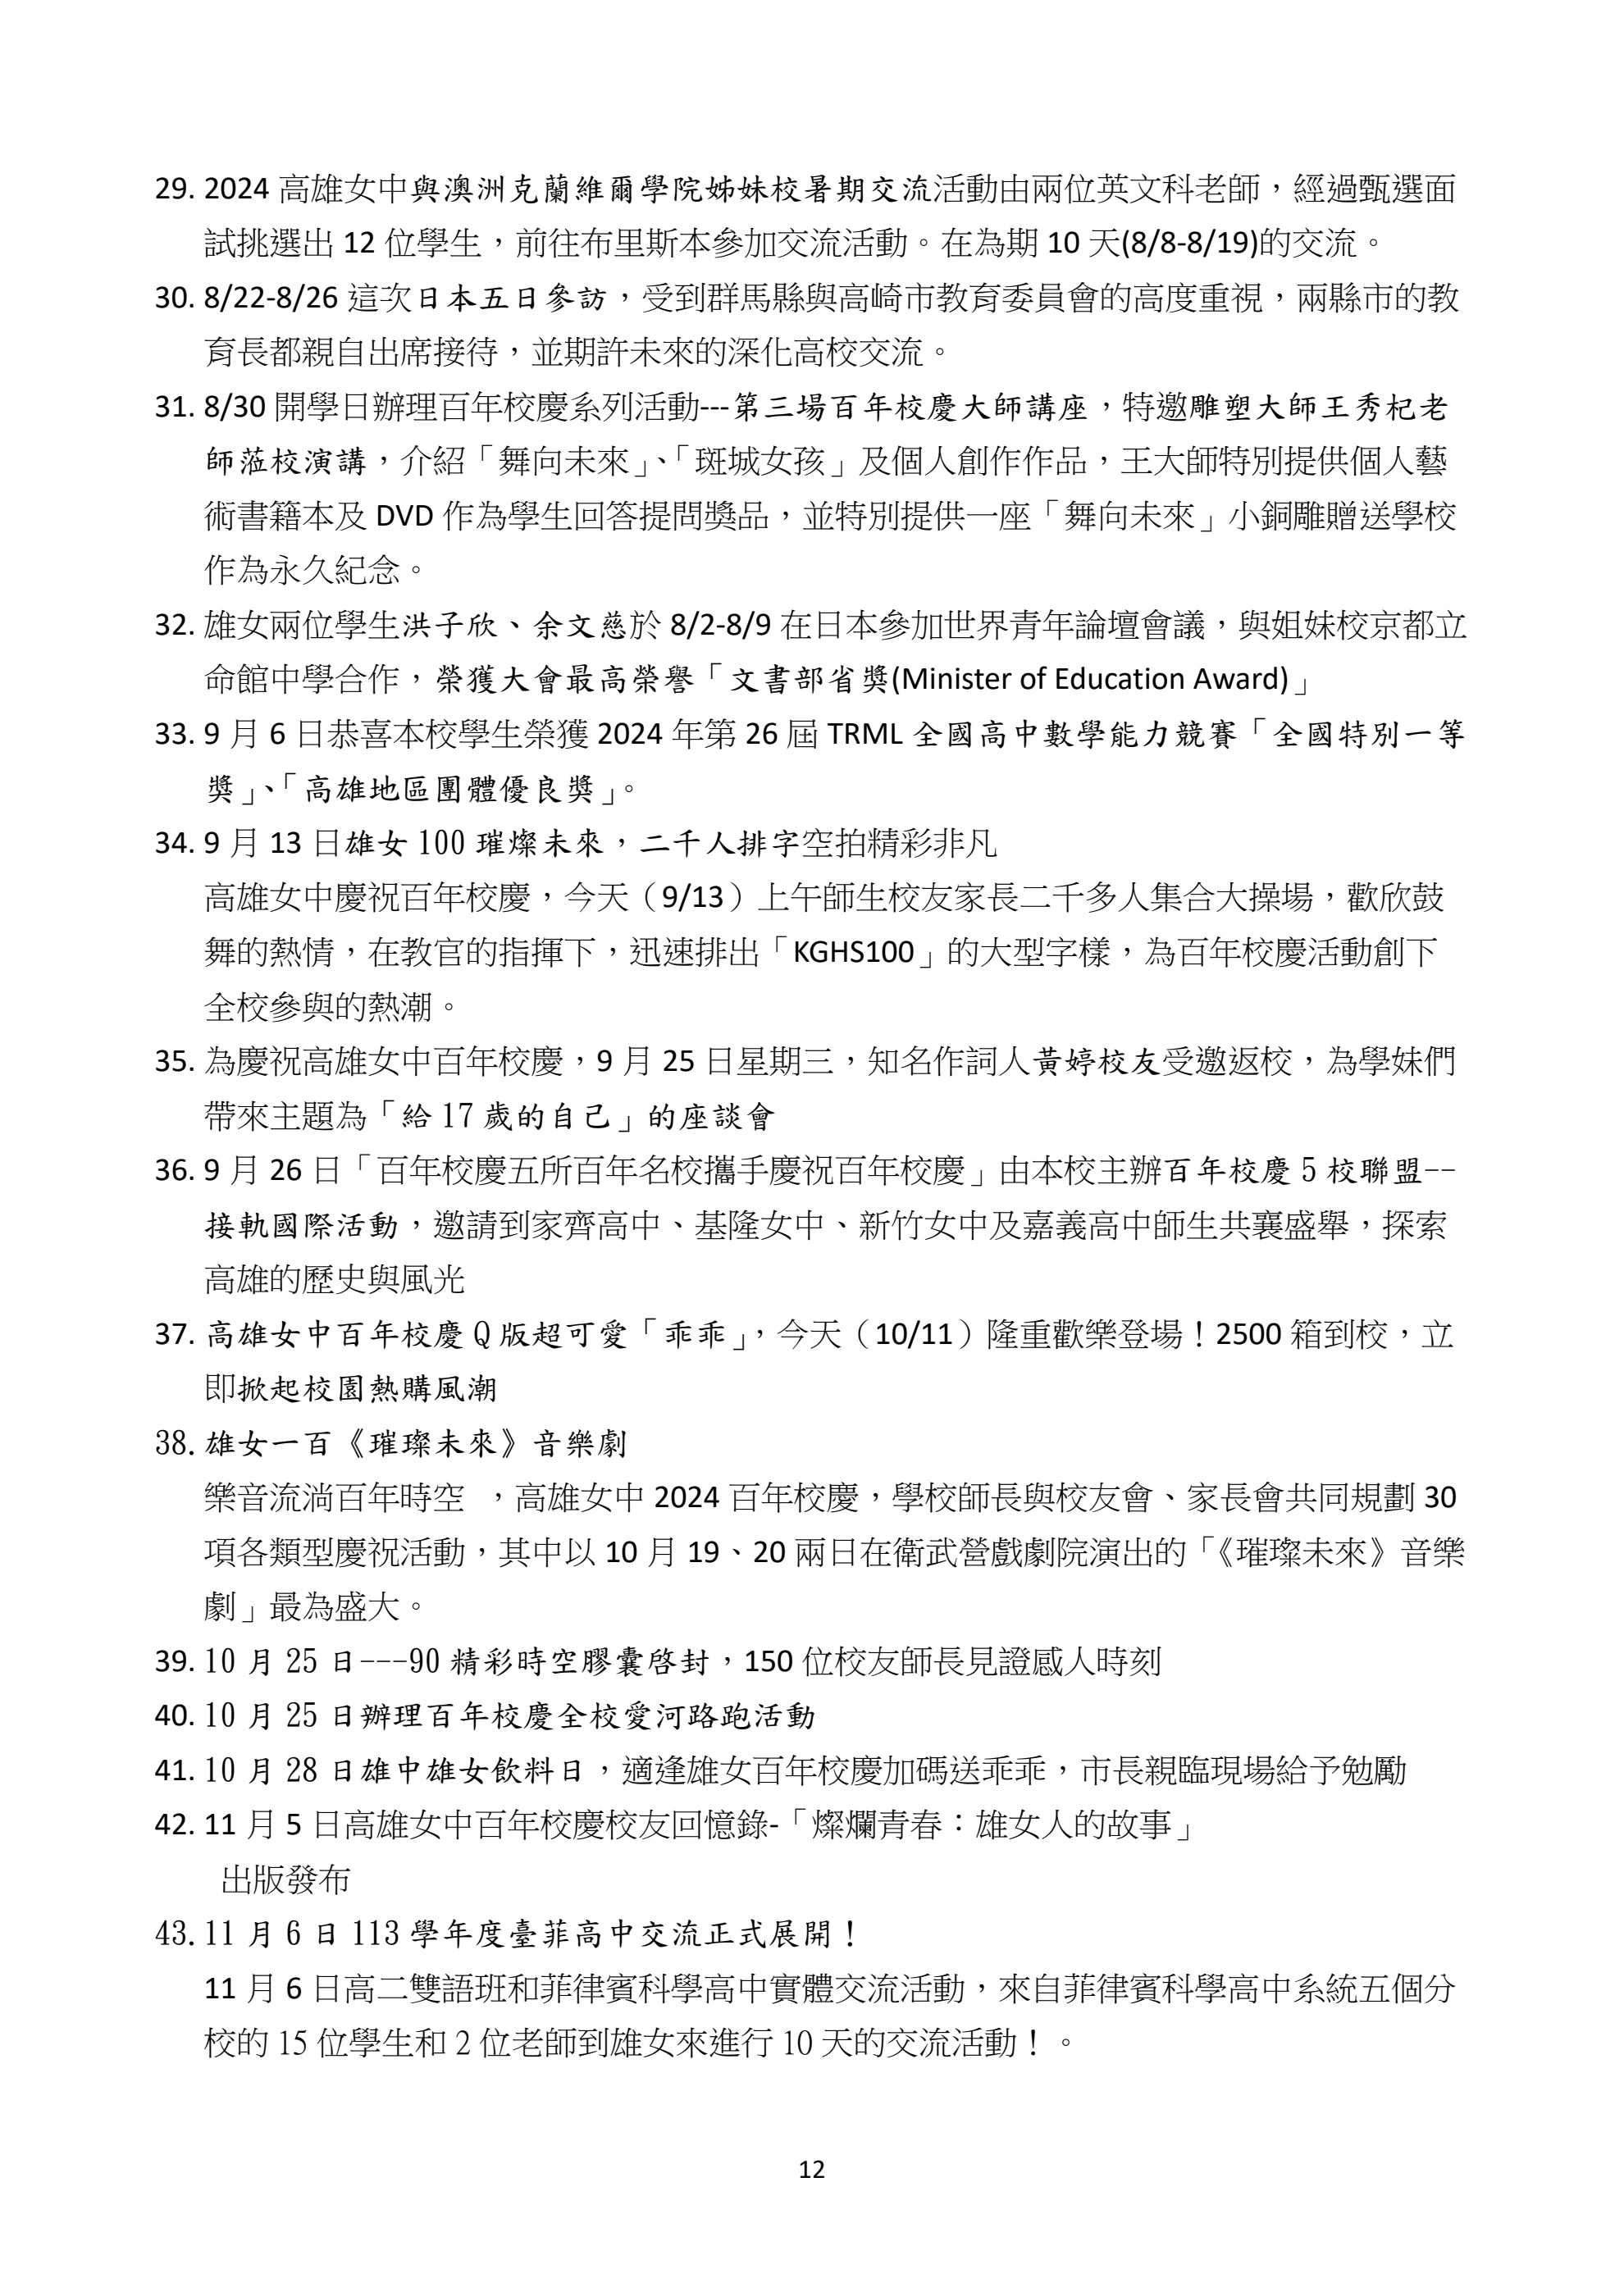 29. 2024 高雄女中與澳洲克蘭維爾學院姊妹校暑期交流活動由兩位英文科老師，經過甄選面
試挑選出 12 位學生，前往布里斯本參加交流活動。在為期 10 天(8/8-8/19)的交流。
30. 8/22-8/26 這次日本五日參訪，受到群馬縣與高崎市教育委員會的高度重視，兩縣市的教
育長都親自出席接待，並期許未來的深化高校交流。
31. 8/30 開學日辦理百年校慶系列活動---第三場百年校慶大師講座，特邀雕塑大師王秀杞老
師蒞校演講，介紹「舞向未來」、「斑城女孩」及個人創作作品，王大師特別提供個人藝
術書籍本及 DVD 作為學生回答提問獎品，並特別提供一座「舞向未來」小銅雕贈送學校
作為永久紀念。
32. 雄女兩位學生洪子欣、余文慈於 8/2-8/9 在日本參加世界青年論壇會議，與姐妹校京都立
命館中學合作，榮獲大會最高榮譽「文書部省獎(Minister of Education Award)」
33. 9 月 6 日恭喜本校學生榮獲 2024 年第 26 屆 TRML 全國高中數學能力競賽「全國特別一等
獎」、「高雄地區團體優良獎」。
34. 9 月 13 日雄女 100 璀燦未來，二千人排字空拍精彩非凡
高雄女中慶祝百年校慶，今天（9/13）上午師生校友家長二千多人集合大操場，歡欣鼓
舞的熱情，在教官的指揮下，迅速排出「KGHS100」的大型字樣，為百年校慶活動創下
全校參與的熱潮。
35. 為慶祝高雄女中百年校慶，9 月 25 日星期三，知名作詞人黃婷校友受邀返校，為學妹們
帶來主題為「給 17 歲的自己」的座談會
36. 9 月 26 日「百年校慶五所百年名校攜手慶祝百年校慶」由本校主辦百年校慶 5 校聯盟--
接軌國際活動，邀請到家齊高中、基隆女中、新竹女中及嘉義高中師生共襄盛舉，探索
高雄的歷史與風光
37. 高雄女中百年校慶 Q 版超可愛「乖乖」，今天（10/11）隆重歡樂登場！2500 箱到校，立
即掀起校園熱購風潮
38. 雄女一百《璀璨未來》音樂劇
樂音流淌百年時空 ，高雄女中 2024 百年校慶，學校師長與校友會、家長會共同規劃 30
項各類型慶祝活動，其中以 10 月 19、20 兩日在衛武營戲劇院演出的「《璀璨未來》音樂
劇」最為盛大。
39. 10 月 25 日---90 精彩時空膠囊啓封，150 位校友師長見證感人時刻
40. 10 月 25 日辦理百年校慶全校愛河路跑活動
41. 10 月 28 日雄中雄女飲料日，適逢雄女百年校慶加碼送乖乖，市長親臨現場給予勉勵
42. 11 月 5 日高雄女中百年校慶校友回憶錄-「燦爛青春：雄女人的故事」
出版發布
43. 11 月 6 日 113 學年度臺菲高中交流正式展開！
11 月 6 日高二雙語班和菲律賓科學高中實體交流活動，來自菲律賓科學高中系統五個分
校的 15 位學生和 2 位老師到雄女來進行 10 天的交流活動！。
12